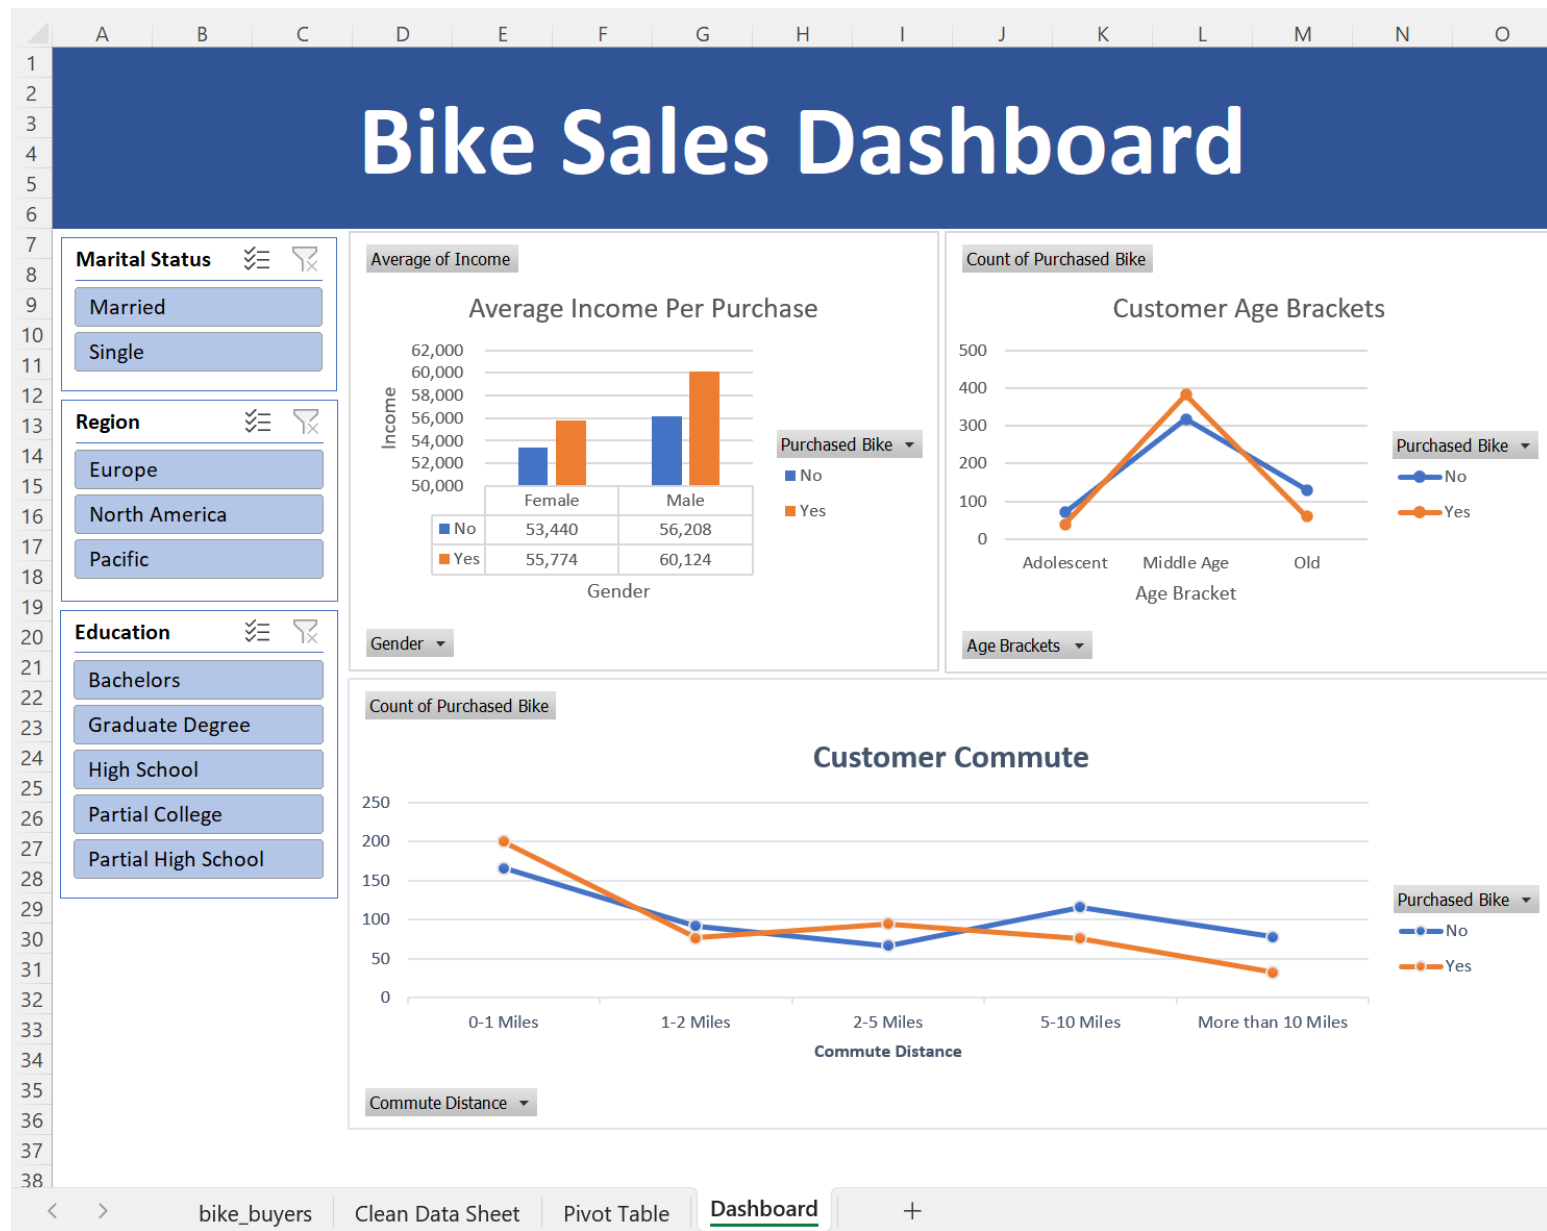 A B C D E F G H I J K L M N O
1
2
3
4
5
6
7
8
9
10
11
12
13
14
15
16
17
18
19
20
21
22
23
24
25
26
27
28
29
30
31
32
33
34
35
36
37
38
Bike Sales Dashboard
Marital Status
Married
Single
Region
Europe
North America
Pacific
Education
Bachelors
Graduate Degree
High School
Partial College
Partial High School
Average of Income
Average Income Per Purchase
Income
62,000
60,000
58,000
56,000
54,000
52,000
50,000
Female Male
No 53,440 56,208
Yes 55,774 60,124
Gender
Purchased Bike
No
Yes
Gender
Count of Purchased Bike
Customer Age Brackets
500
400
300
200
100
0
Adolescent Middle Age Old
Age Bracket
Purchased Bike
No
Yes
Age Brackets
Count of Purchased Bike
Customer Commute
250
200
150
100
50
0
0-1 Miles 1-2 Miles 2-5 Miles 5-10 Miles More than 10 Miles
Commute Distance
Purchased Bike
No
Yes
Commute Distance
bike_buyers Clean Data Sheet Pivot Table Dashboard +